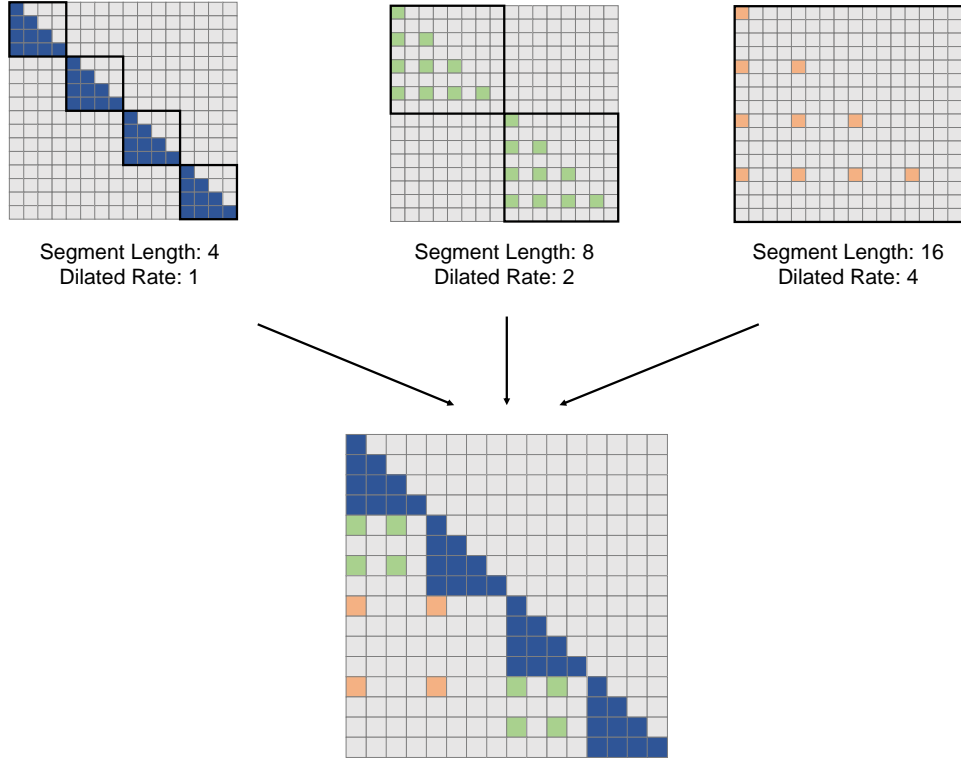 Segment Length: 4
Dilated Rate: 1
Segment Length: 8
Dilated Rate: 2
Segment Length: 16
Dilated Rate: 4